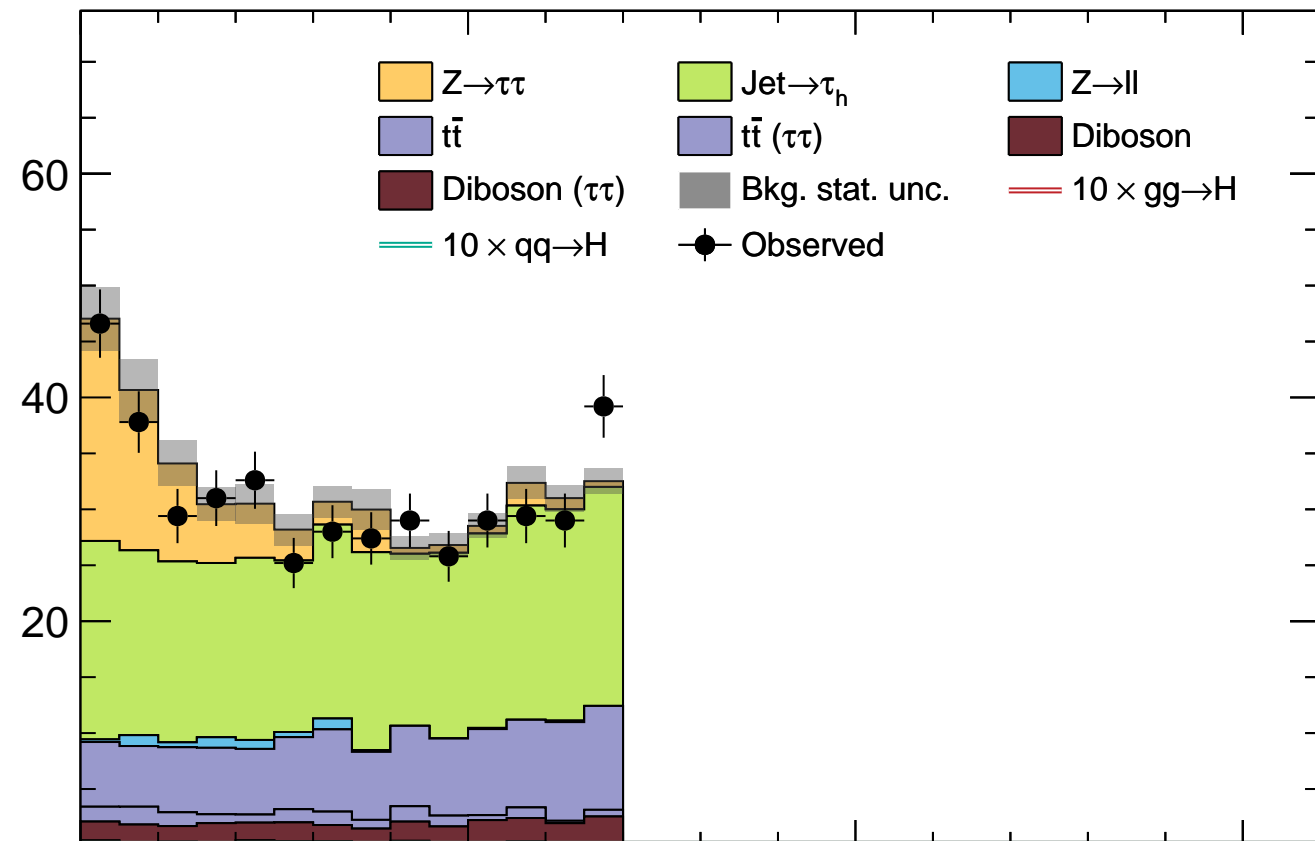 Z→ττ Jet→τₕ Z→ll
tt̄ tt̄ (ττ) Diboson
Diboson (ττ) Bkg. stat. unc. 10 × gg→H
10 × qq→H Observed
60
40
20